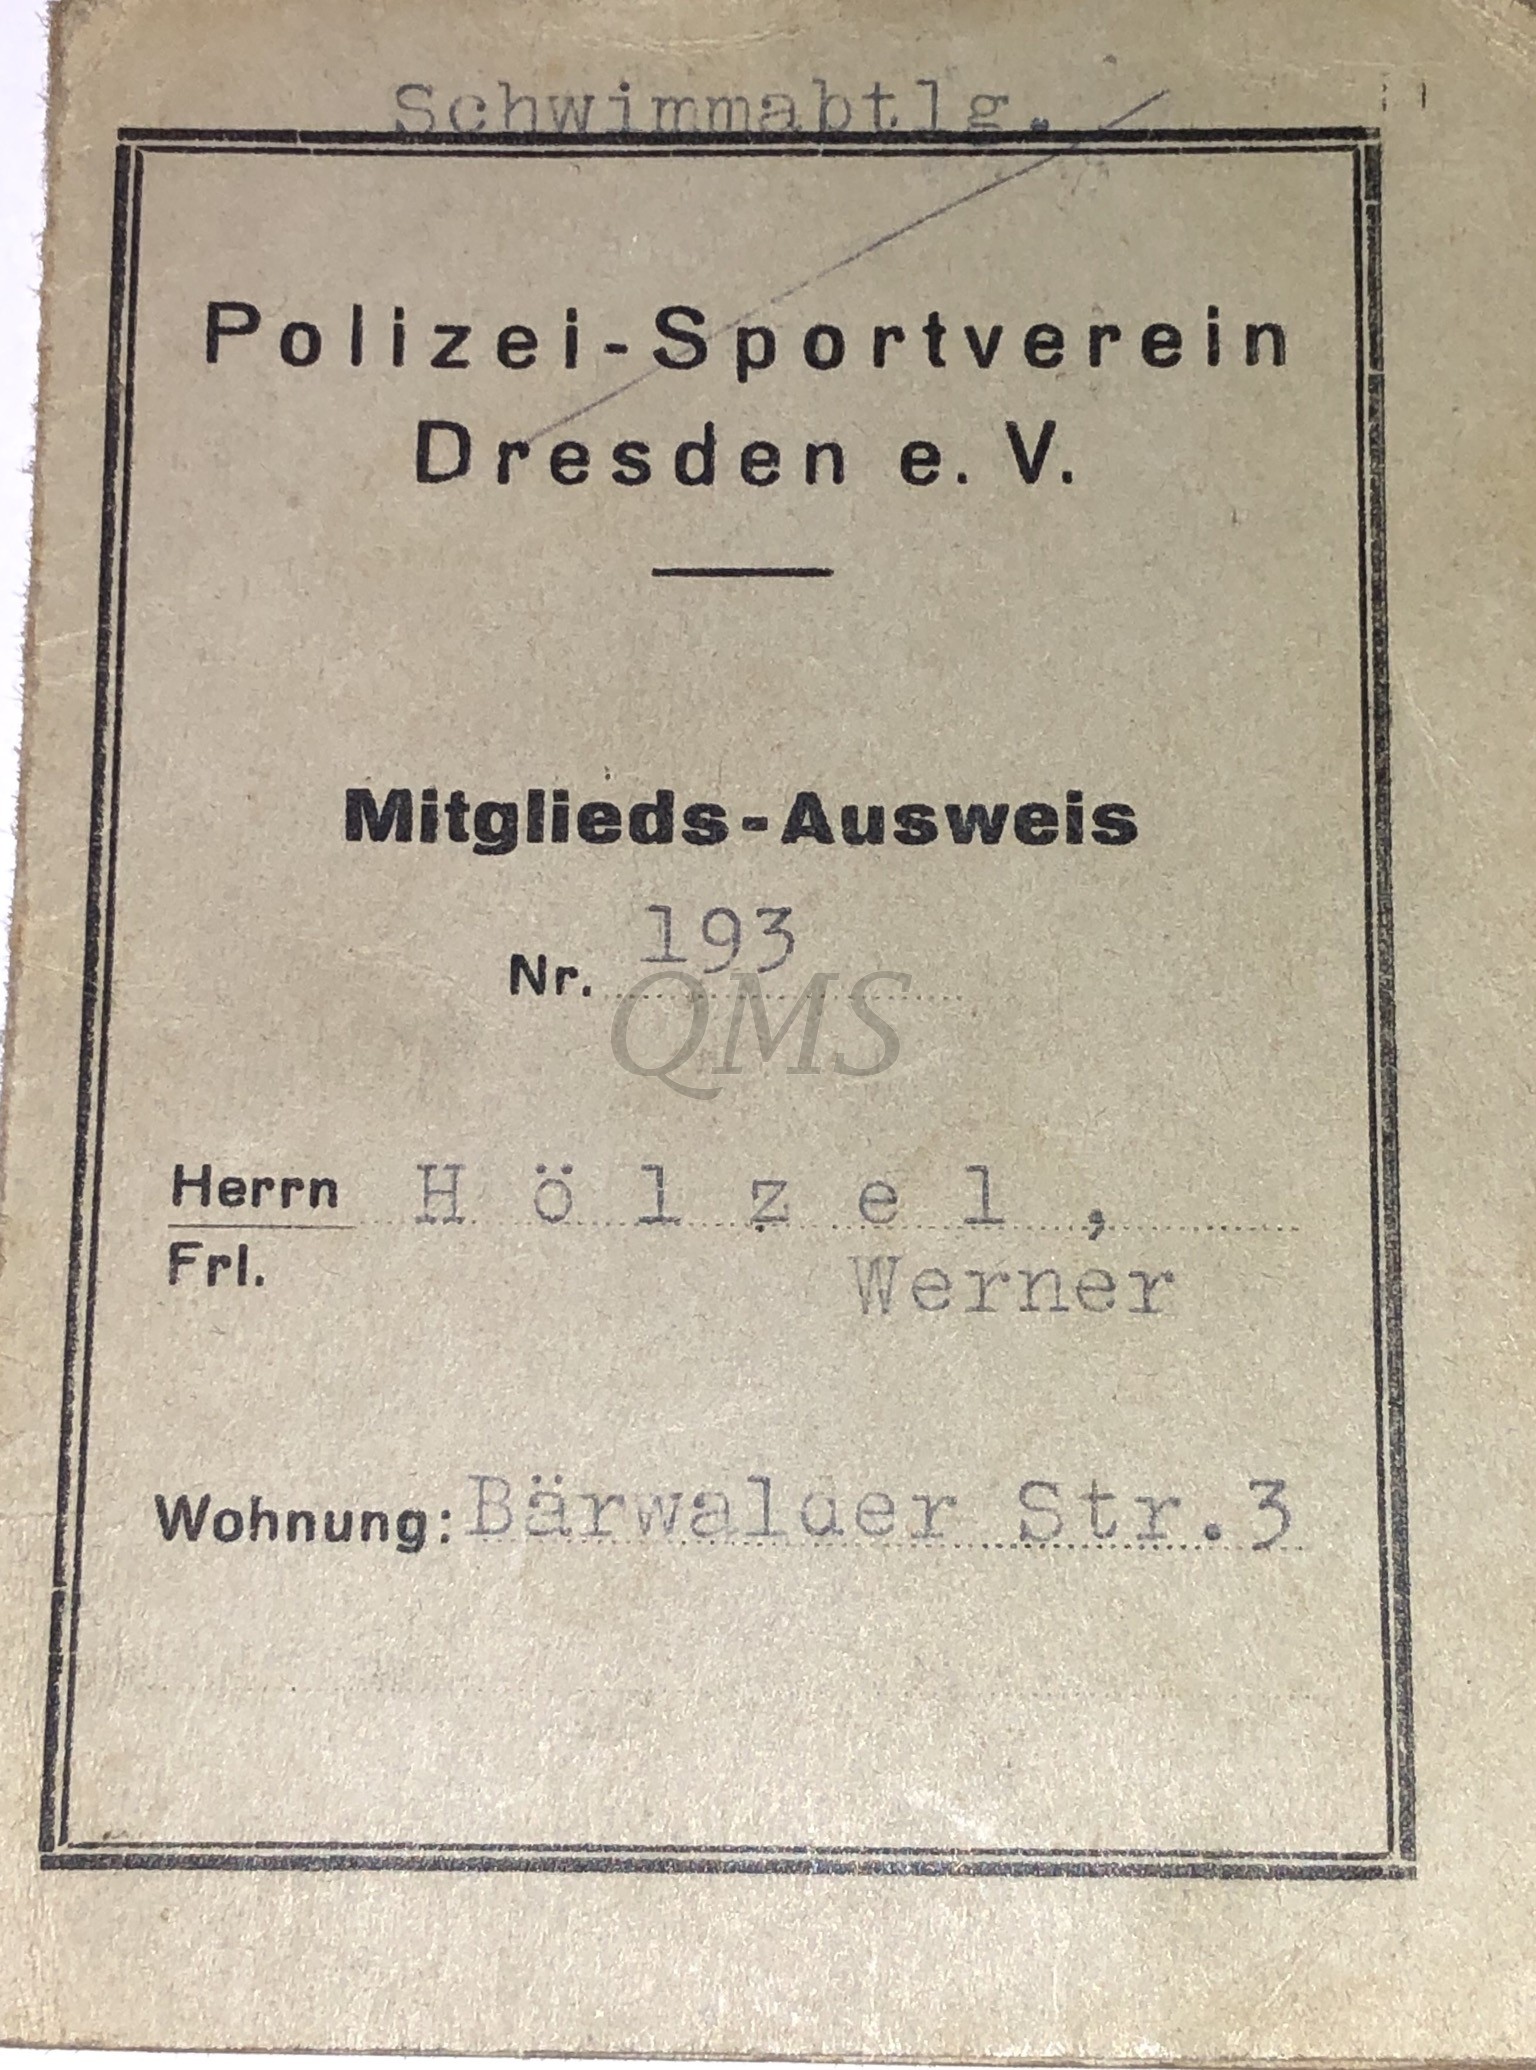 Schwimmabtlg.
Polizei-Sportverein
Dresden e. V.
Mitglieds-Ausweis
Nr. 193
QMS
Herrn Hölzel,
Frl. Werner
Wohnung: Bärwalder Str.3